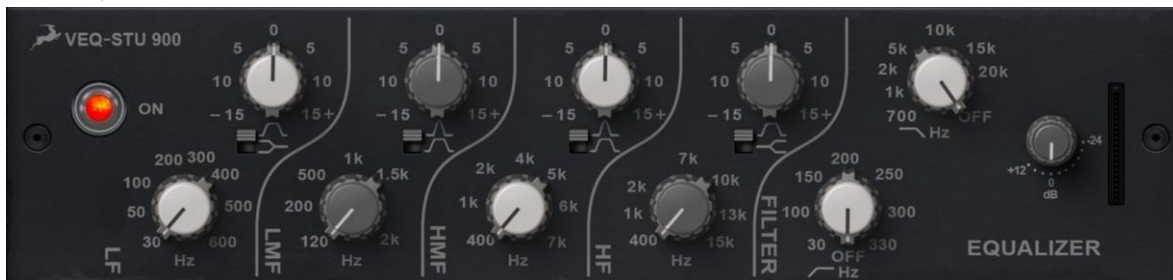 VEQ-STU 900
ON
0
5 5
10 10
–15 15+
0
5 5
10 10
–15 15+
0
5 5
10 10
–15 15+
0
5 5
10 10
–15 15+
10k
5k 15k
2k 20k
1k
700 Hz OFF
200 300 400
100
50 500
30 Hz 600
LF
1k
500 1.5k
200
120 Hz 2k
LMF
4k
2k 5k
1k 6k
400 Hz 7k
HMF
7k
2k 10k
1k 13k
400 Hz 15k
HF
200
150 250
100 300
30 OFF 330
Hz
FILTER
-24
+12
0
dB
EQUALIZER